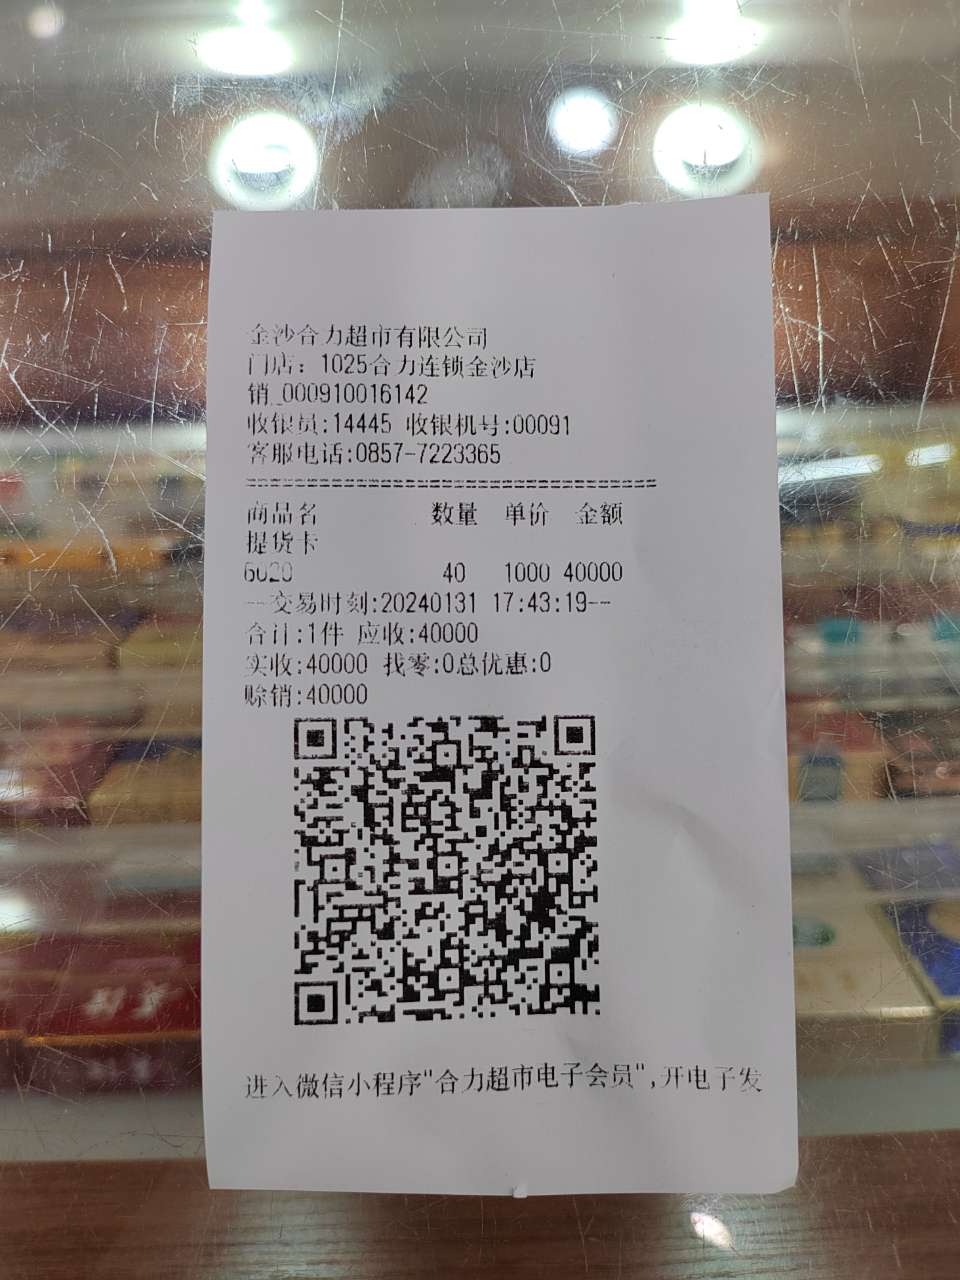 金沙合力超市有限公司
门店：1025合力连锁金沙店
销_000910016142
收银员:14445 收银机号:00091
客服电话:0857-7223365
==================================
商品名 数量 单价 金额
提货卡
6020 40 1000 40000
--交易时刻:20240131 17:43:19--
合计:1件 应收:40000
实收:40000 找零:0总优惠:0
赊销:40000
进入微信小程序"合力超市电子会员",开电子发